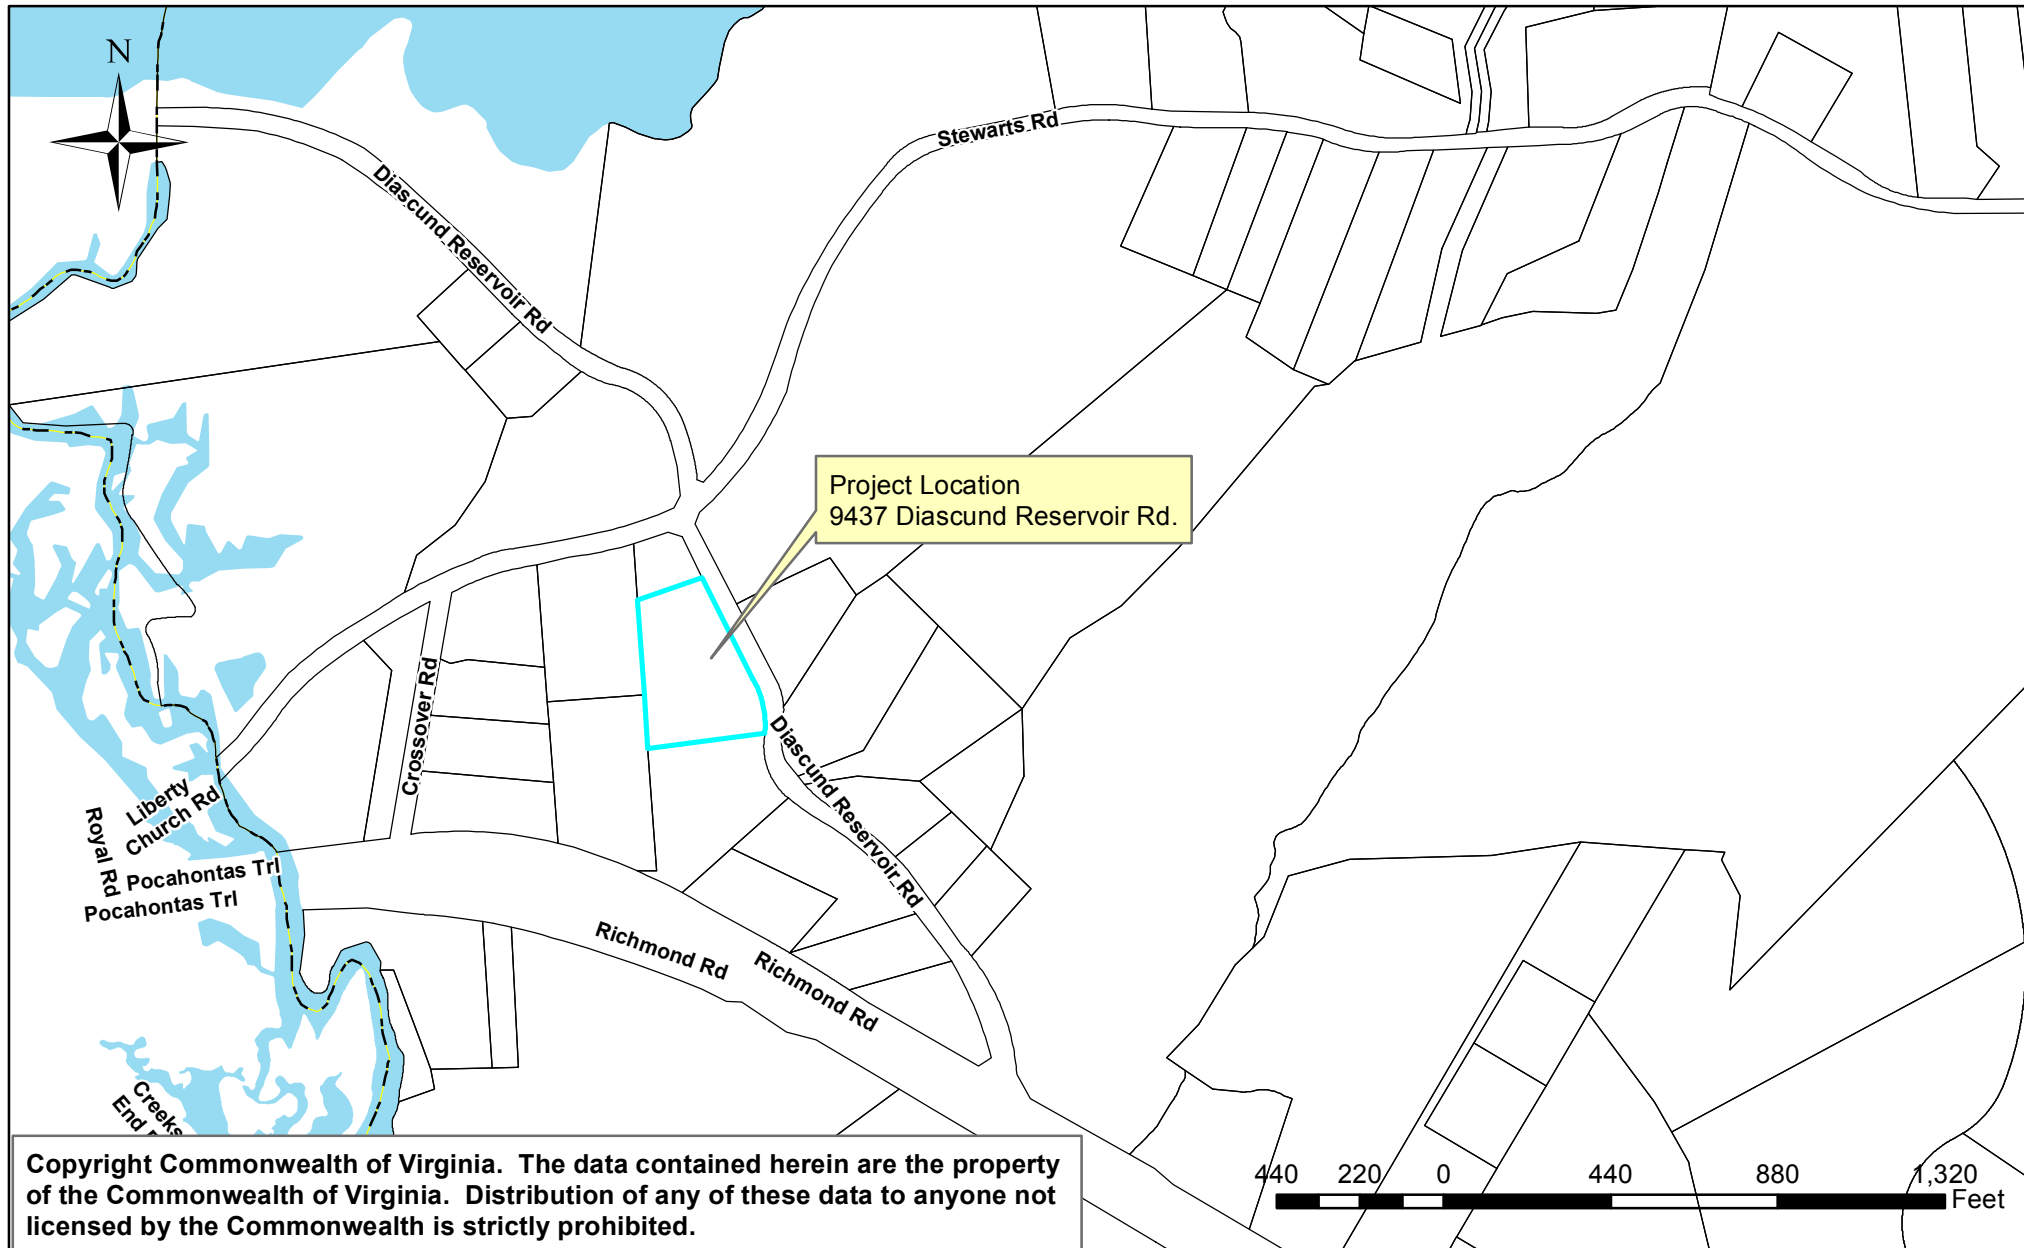 N
Stewarts Rd
Diascund Reservoir Rd
Project Location
9437 Diascund Reservoir Rd.
Crossover Rd
Diascund Reservoir Rd
Liberty
Church Rd
Royal Rd
Pocahontas Trl
Pocahontas Trl
Richmond Rd
Richmond Rd
Creeks
End
Copyright Commonwealth of Virginia. The data contained herein are the property
of the Commonwealth of Virginia. Distribution of any of these data to anyone not
licensed by the Commonwealth is strictly prohibited.
440 220 0 440 880 1,320
Feet